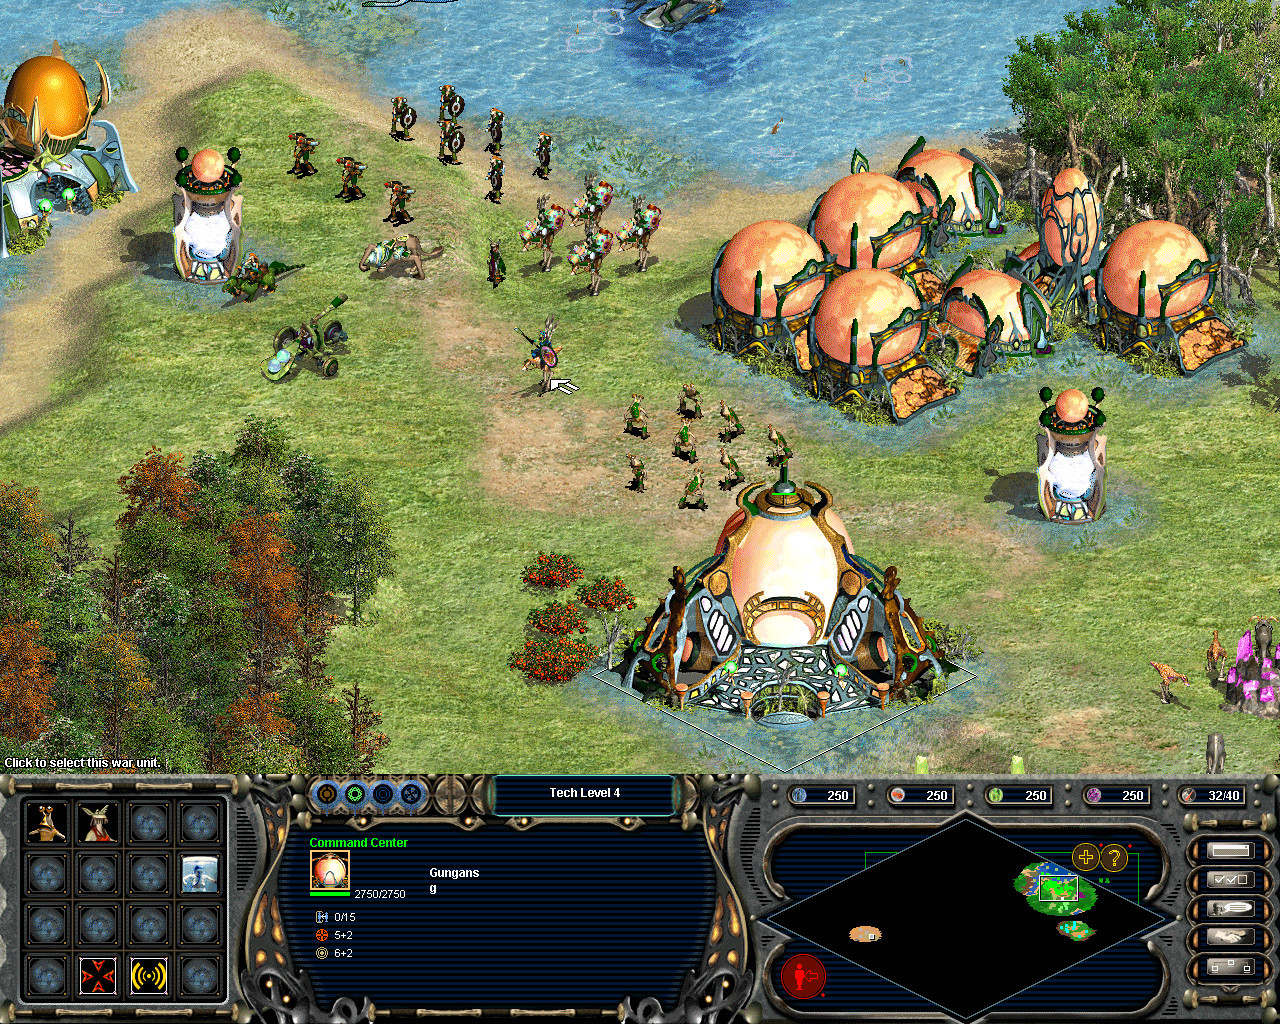 Click to select this war unit.
Tech Level 4
250
250
250
250
32/40
Command Center
2750/2750
Gungans
g
0/15
5+2
6+2
?